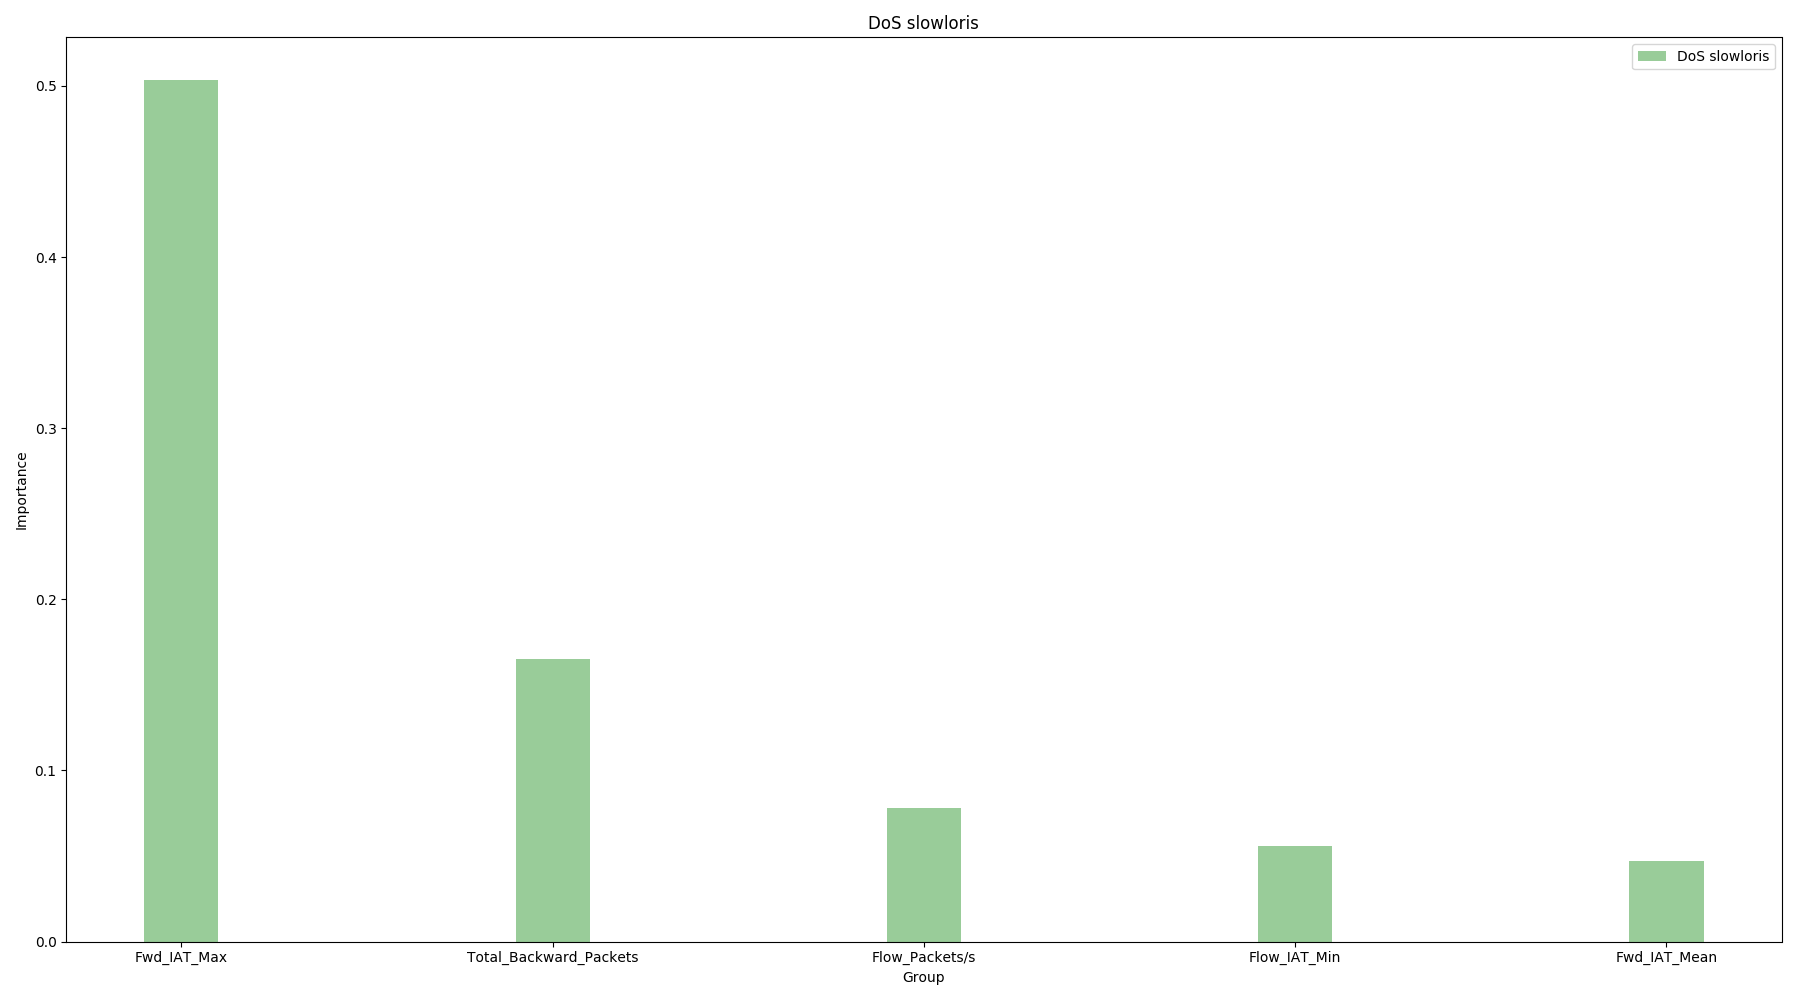 DoS slowloris
DoS slowloris
0.5
0.4
0.3
0.2
0.1
0.0
Importance
Fwd_IAT_Max Total_Backward_Packets Flow_Packets/s Flow_IAT_Min Fwd_IAT_Mean
Group